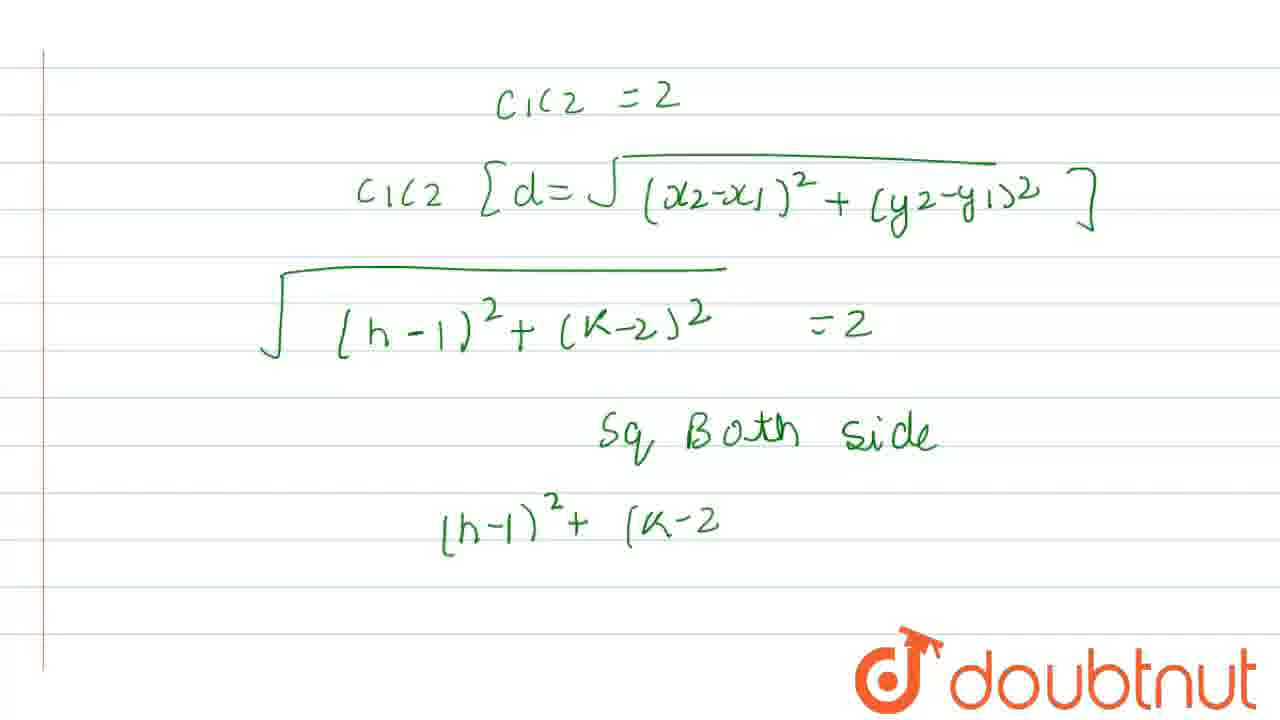 C1C2 = 2
C1C2 [d = √(x2-x1)² + (y2-y1)²]
√(h-1)² + (k-2)² = 2
Sq Both side
(h-1)² + (k-2
doubtnut